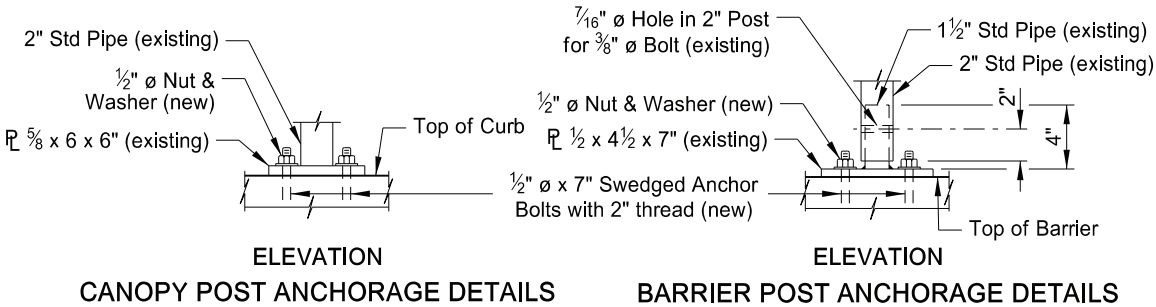 2" Std Pipe (existing)
½" ø Nut &
Washer (new)
℄ ⅝ x 6 x 6" (existing)
Top of Curb
7⁄16" ø Hole in 2" Post
for ⅜" ø Bolt (existing)
1½" Std Pipe (existing)
2" Std Pipe (existing)
½" ø Nut & Washer (new)
℄ ½ x 4½ x 7" (existing)
2"
4"
½" ø x 7" Swedged Anchor
Bolts with 2" thread (new)
Top of Barrier
ELEVATION
CANOPY POST ANCHORAGE DETAILS
ELEVATION
BARRIER POST ANCHORAGE DETAILS